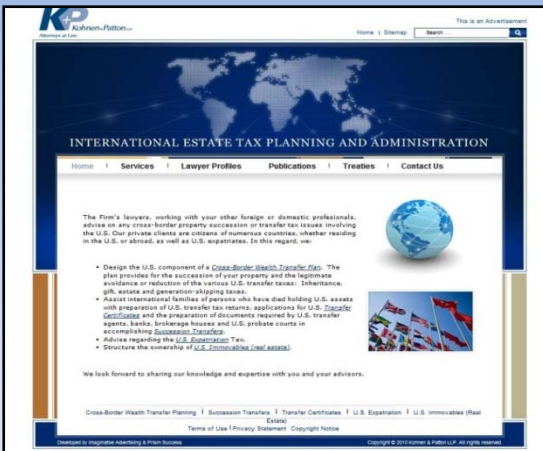 This is an Advertisement
K&P
Kohnen & Patton LLP
Attorneys at Law
Home | Sitemap
Search ...
INTERNATIONAL ESTATE TAX PLANNING AND ADMINISTRATION
Home | Services | Lawyer Profiles | Publications | Treaties | Contact Us
The Firm's lawyers, working with your other foreign or domestic profesionals,
advise on any cross-border property succession or transfer tax issues involving
the U.S. Our private clients are citizens of numerous countries, whether residing
in the U.S. or abroad, as well as U.S. expatriates. In this regard, we:
• Design the U.S. component of a Cross-Border Wealth Transfer Plan. The
plan provides for the succession of your property and the legitimate
avoidance or reduction of the various U.S. transfer taxes: Inheritance,
gift, estate and generation-skipping taxes.
• Assist international families of persons who have died holding U.S. assets
with preparation of U.S. transfer tax returns, applications for U.S. Transfer
Certificates and the preparation of documents required by U.S. transfer
agents, banks, brokerage houses and U.S. probate courts in
accomplishing Succession Transfers.
• Advise regarding the U.S. Expatriation Tax.
• Structure the ownership of U.S. Immovables (real estate).
We look forward to sharing our knowledge and expertise with you and your advisors.
Cross-Border Wealth Transfer Planning | Succession Transfers | Transfer Certificates | U.S. Expatriation | U.S. Immovables (Real
Estate)
Terms of Use | Privacy Statement Copyright Notice
Developed by Imaginative Advertising & Prism Success
Copyright © 2010 Kohnen & Patton LLP. All rights reserved.